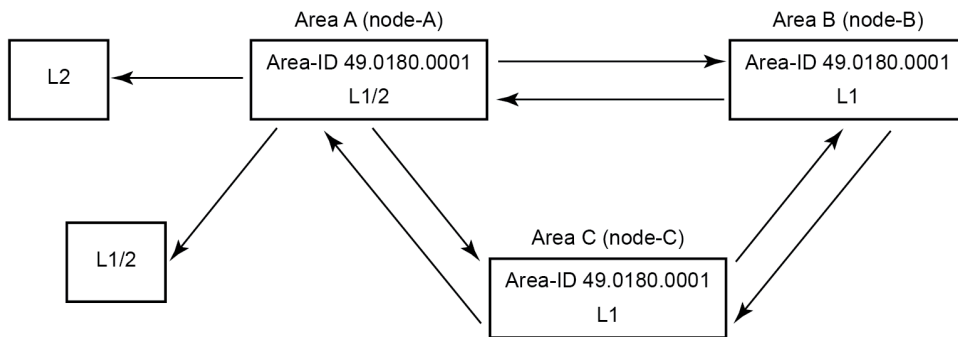 Area A (node-A)
Area B (node-B)
L2
Area-ID 49.0180.0001
L1/2
Area-ID 49.0180.0001
L1
L1/2
Area C (node-C)
Area-ID 49.0180.0001
L1